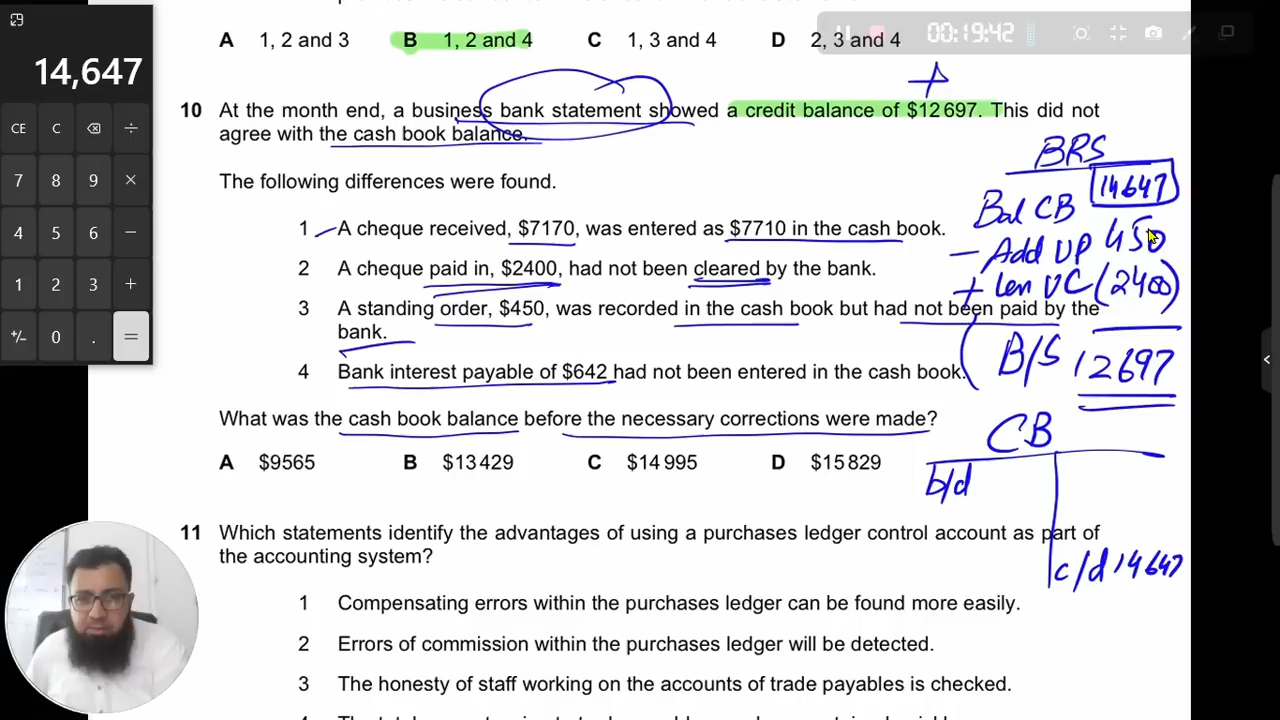 14,647
CE C ⌫ ÷
7 8 9 ×
4 5 6 −
1 2 3 +
+/− 0 . =
00:19:42
A 1, 2 and 3 B 1, 2 and 4 C 1, 3 and 4 D 2, 3 and 4
+
10 At the month end, a business bank statement showed a credit balance of $12 697. This did not
agree with the cash book balance.
The following differences were found.
1 A cheque received, $7170, was entered as $7710 in the cash book.
2 A cheque paid in, $2400, had not been cleared by the bank.
3 A standing order, $450, was recorded in the cash book but had not been paid by the
bank.
4 Bank interest payable of $642 had not been entered in the cash book.
What was the cash book balance before the necessary corrections were made?
A $9565 B $13 429 C $14 995 D $15 829
BRS
Bal CB 14647
− Add UP 450
+ Len UC (2400)
B/S 12697
CB
b/d
c/d 14647
11 Which statements identify the advantages of using a purchases ledger control account as part of
the accounting system?
1 Compensating errors within the purchases ledger can be found more easily.
2 Errors of commission within the purchases ledger will be detected.
3 The honesty of staff working on the accounts of trade payables is checked.